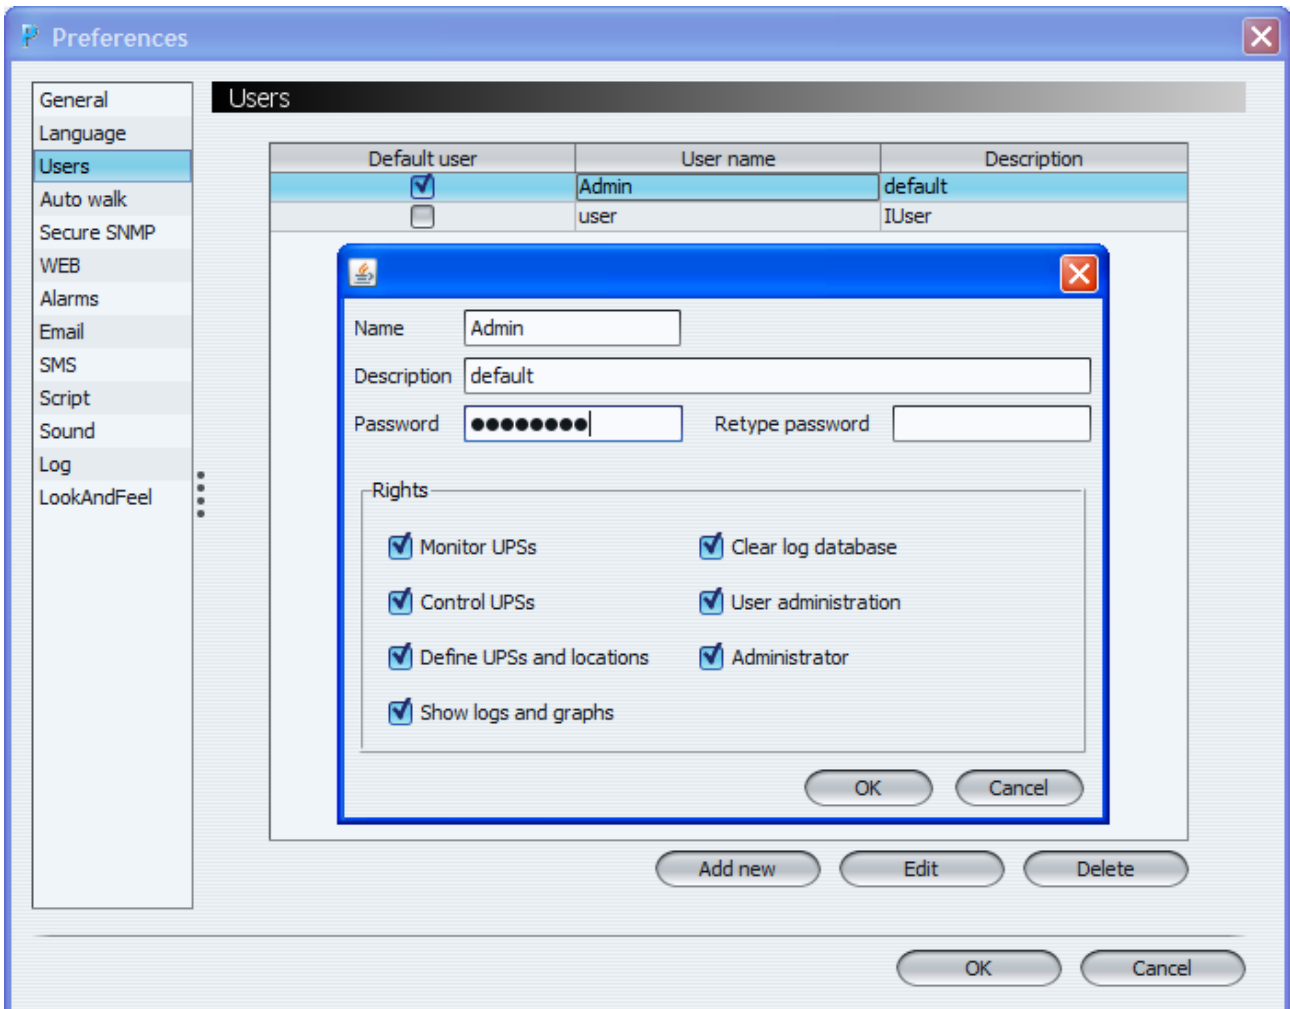 Preferences
General
Language
Users
Auto walk
Secure SNMP
WEB
Alarms
Email
SMS
Script
Sound
Log
LookAndFeel
Users
Default user User name Description
Admin default
user IUser
Name Admin
Description default
Password ●●●●●●●● Retype password
Rights
Monitor UPSs Clear log database
Control UPSs User administration
Define UPSs and locations Administrator
Show logs and graphs
OK Cancel
Add new Edit Delete
OK Cancel